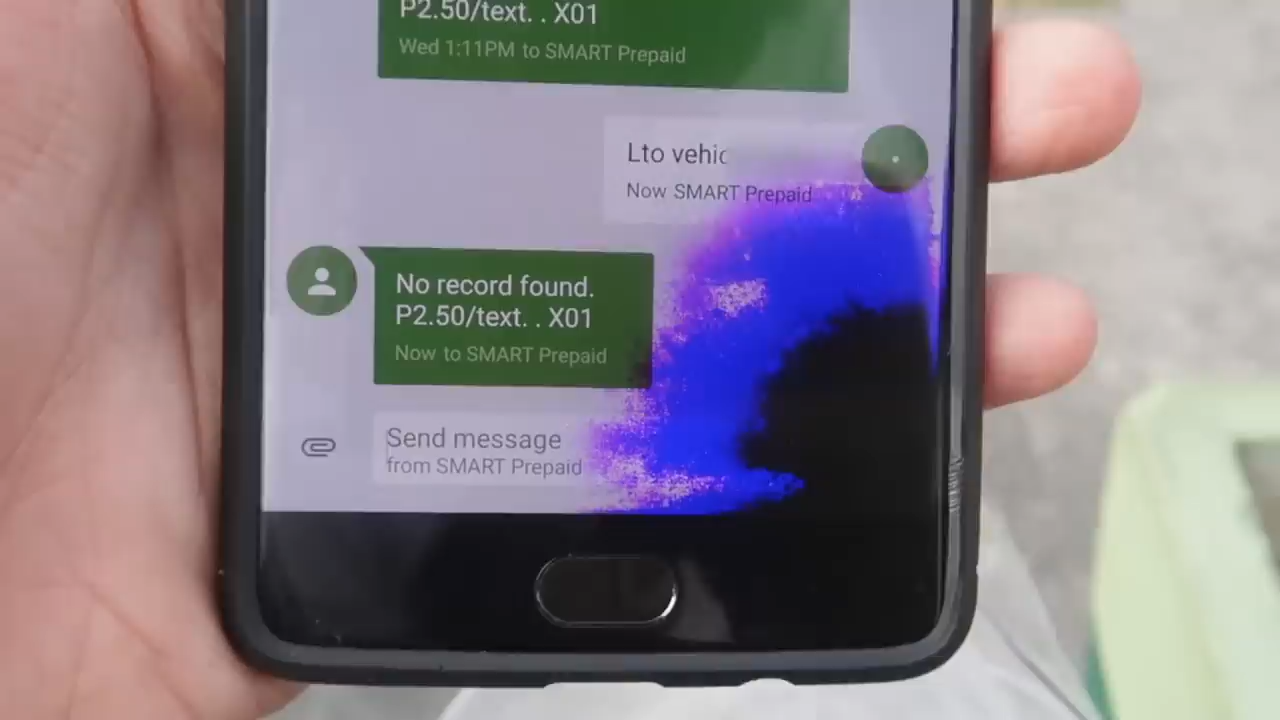 P2.50/text. . X01
Wed 1:11PM to SMART Prepaid
Lto
Now SMART Prepaid
No record found.
P2.50/text. . X01
Now to SMART Prepaid
Send message
from SMART Prepaid